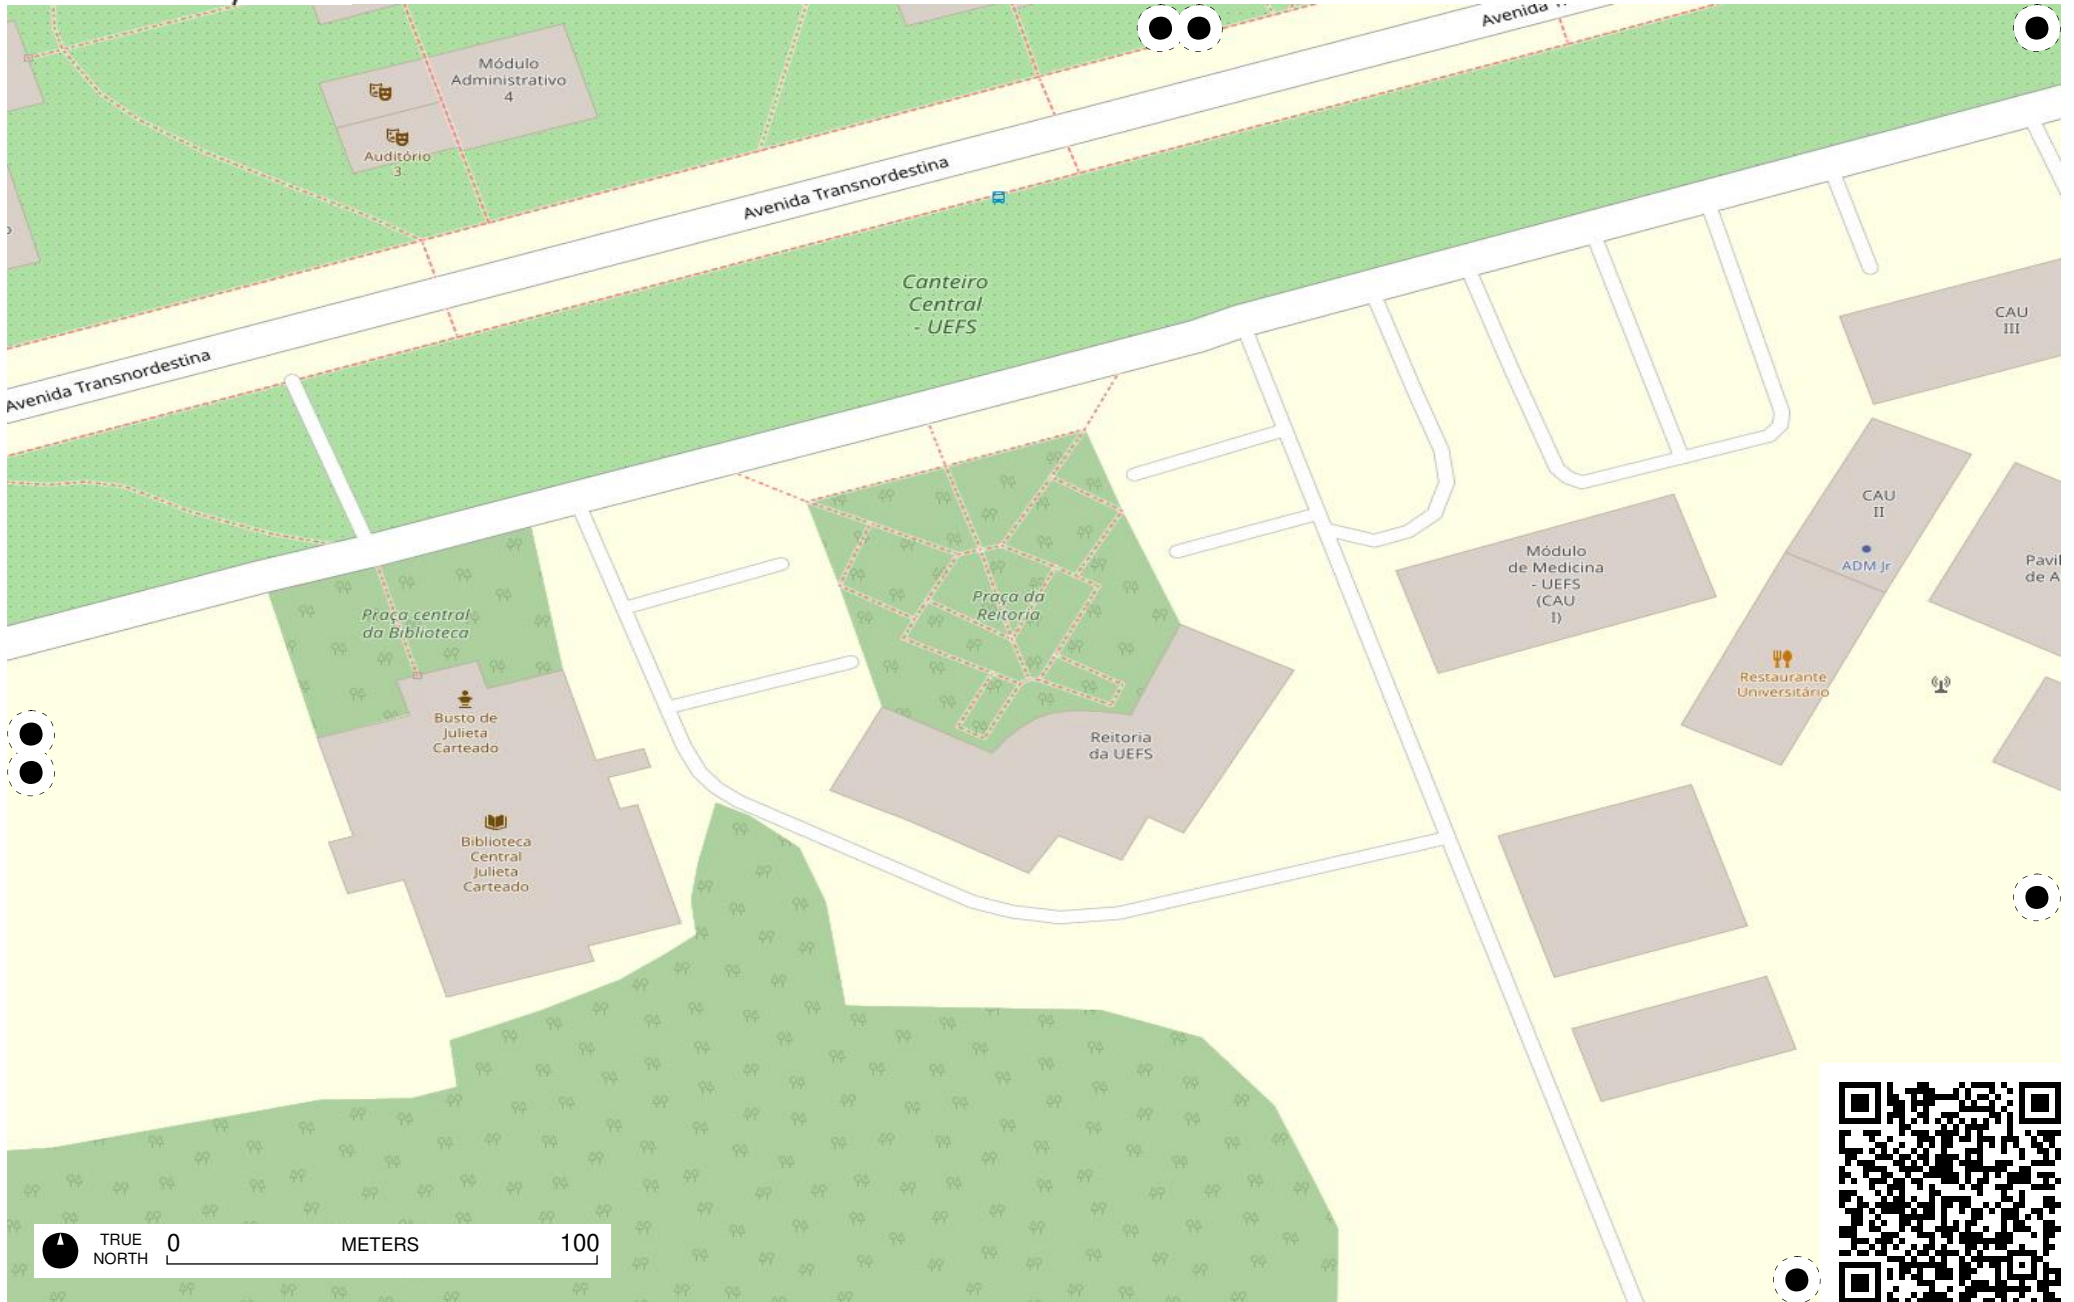 Avenida
Módulo
Administrativo
4
Auditório
3
Avenida Transnordestina
Canteiro
Central
- UEFS
CAU
III
Avenida Transnordestina
CAU
II
ADM Jr
Módulo
de Medicina
- UEFS
(CAU
I)
Praça da
Reitoria
Praça central
da Biblioteca
Restaurante
Universitário
Busto de
Julieta
Carteado
Reitoria
da UEFS
Biblioteca
Central
Julieta
Carteado
TRUE
NORTH
0 METERS 100